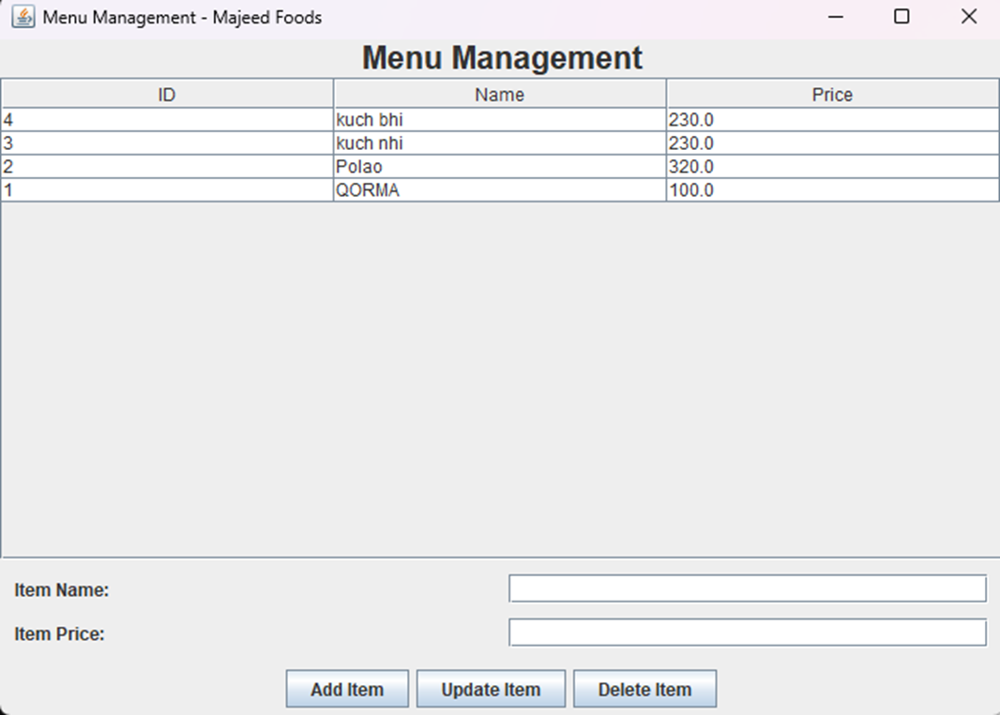 Menu Management - Majeed Foods
Menu Management
ID Name Price
4 kuch bhi 230.0
3 kuch nhi 230.0
2 Polao 320.0
1 QORMA 100.0
Item Name:
Item Price:
Add Item Update Item Delete Item